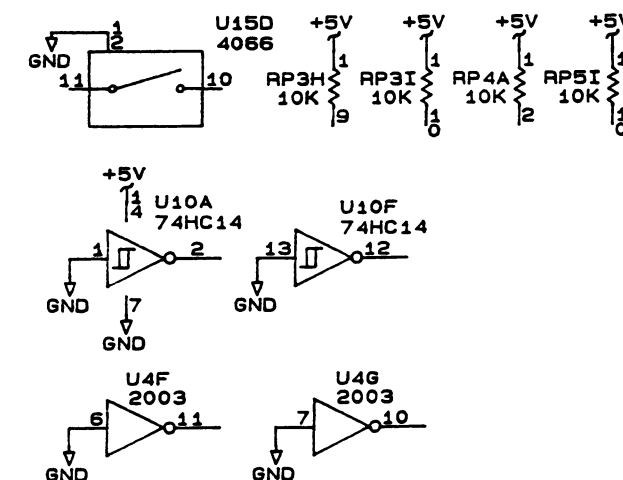 1
2
GND
11
10
U15D
4066
+5V
1
RP3H
10K
9
+5V
1
RP3I
10K
1
0
+5V
1
RP4A
10K
2
+5V
1
RP5I
10K
1
0
+5V
1
4
U10A
74HC14
1
2
GND
7
GND
U10F
74HC14
13
12
GND
U4F
2003
6
11
GND
U4G
2003
7
10
GND